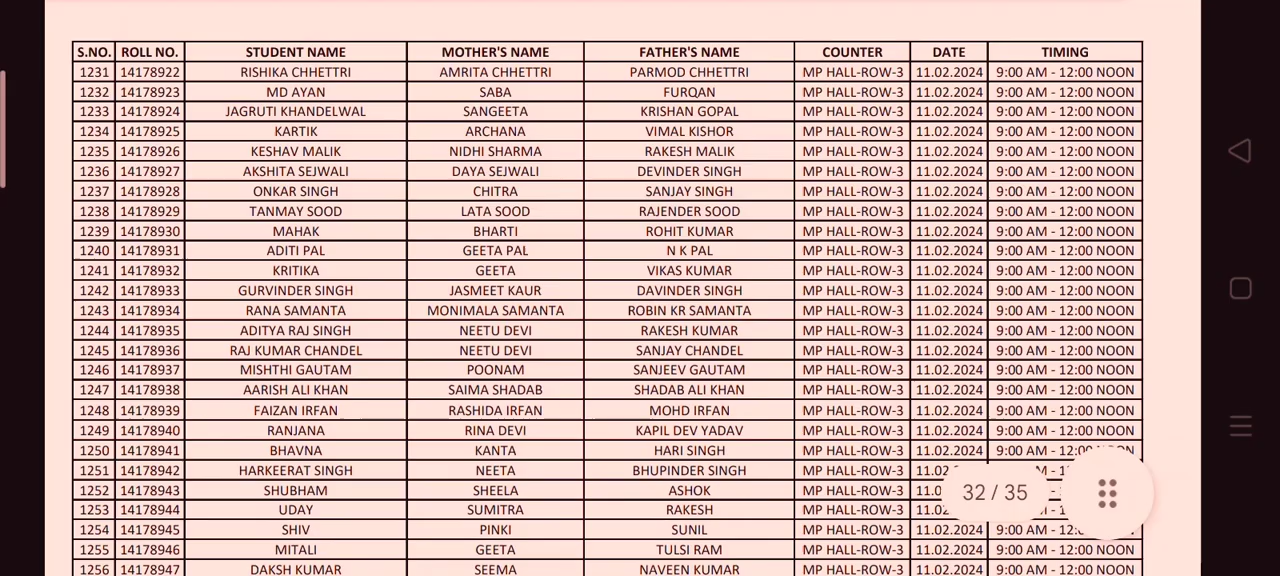 S.NO. ROLL NO. STUDENT NAME MOTHER'S NAME FATHER'S NAME COUNTER DATE TIMING
1231 14178922 RISHIKA CHHETTRI AMRITA CHHETTRI PARMOD CHHETTRI MP HALL-ROW-3 11.02.2024 9:00 AM - 12:00 NOON
1232 14178923 MD AYAN SABA FURQAN MP HALL-ROW-3 11.02.2024 9:00 AM - 12:00 NOON
1233 14178924 JAGRUTI KHANDELWAL SANGEETA KRISHAN GOPAL MP HALL-ROW-3 11.02.2024 9:00 AM - 12:00 NOON
1234 14178925 KARTIK ARCHANA VIMAL KISHOR MP HALL-ROW-3 11.02.2024 9:00 AM - 12:00 NOON
1235 14178926 KESHAV MALIK NIDHI SHARMA RAKESH MALIK MP HALL-ROW-3 11.02.2024 9:00 AM - 12:00 NOON
1236 14178927 AKSHITA SEJWALI DAYA SEJWALI DEVINDER SINGH MP HALL-ROW-3 11.02.2024 9:00 AM - 12:00 NOON
1237 14178928 ONKAR SINGH CHITRA SANJAY SINGH MP HALL-ROW-3 11.02.2024 9:00 AM - 12:00 NOON
1238 14178929 TANMAY SOOD LATA SOOD RAJENDER SOOD MP HALL-ROW-3 11.02.2024 9:00 AM - 12:00 NOON
1239 14178930 MAHAK BHARTI ROHIT KUMAR MP HALL-ROW-3 11.02.2024 9:00 AM - 12:00 NOON
1240 14178931 ADITI PAL GEETA PAL N K PAL MP HALL-ROW-3 11.02.2024 9:00 AM - 12:00 NOON
1241 14178932 KRITIKA GEETA VIKAS KUMAR MP HALL-ROW-3 11.02.2024 9:00 AM - 12:00 NOON
1242 14178933 GURVINDER SINGH JASMEET KAUR DAVINDER SINGH MP HALL-ROW-3 11.02.2024 9:00 AM - 12:00 NOON
1243 14178934 RANA SAMANTA MONIMALA SAMANTA ROBIN KR SAMANTA MP HALL-ROW-3 11.02.2024 9:00 AM - 12:00 NOON
1244 14178935 ADITYA RAJ SINGH NEETU DEVI RAKESH KUMAR MP HALL-ROW-3 11.02.2024 9:00 AM - 12:00 NOON
1245 14178936 RAJ KUMAR CHANDEL NEETU DEVI SANJAY CHANDEL MP HALL-ROW-3 11.02.2024 9:00 AM - 12:00 NOON
1246 14178937 MISHTHI GAUTAM POONAM SANJEEV GAUTAM MP HALL-ROW-3 11.02.2024 9:00 AM - 12:00 NOON
1247 14178938 AARISH ALI KHAN SAIMA SHADAB SHADAB ALI KHAN MP HALL-ROW-3 11.02.2024 9:00 AM - 12:00 NOON
1248 14178939 FAIZAN IRFAN RASHIDA IRFAN MOHD IRFAN MP HALL-ROW-3 11.02.2024 9:00 AM - 12:00 NOON
1249 14178940 RANJANA RINA DEVI KAPIL DEV YADAV MP HALL-ROW-3 11.02.2024 9:00 AM - 12:00 NOON
1250 14178941 BHAVNA KANTA HARI SINGH MP HALL-ROW-3 11.02.2024 9:00 AM -
1251 14178942 HARKEERAT SINGH NEETA BHUPINDER SINGH MP HALL-ROW-3
1252 14178943 SHUBHAM SHEELA ASHOK MP HALL-ROW-3
32 / 35
1253 14178944 UDAY SUMITRA RAKESH MP HALL-ROW-3
1254 14178945 SHIV PINKI SUNIL MP HALL-ROW-3 11.02.2024 9:00 AM -
1255 14178946 MITALI GEETA TULSI RAM MP HALL-ROW-3 11.02.2024 9:00 AM - 12:00 NOON
1256 14178947 DAKSH KUMAR SEEMA NAVEEN KUMAR MP HALL-ROW-3 11.02.2024 9:00 AM - 12:00 NOON